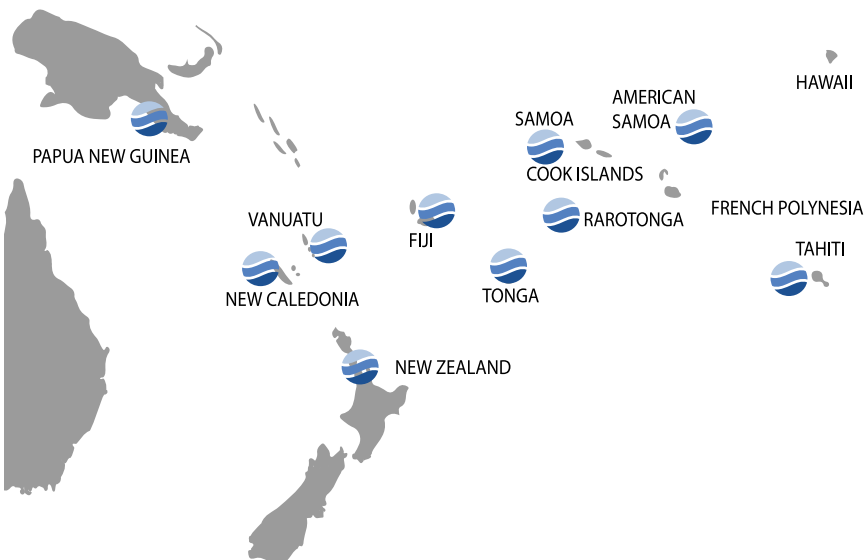 HAWAII
AMERICAN
SAMOA
SAMOA
PAPUA NEW GUINEA
COOK ISLANDS
FRENCH POLYNESIA
VANUATU
RAROTONGA
FIJI
TAHITI
NEW CALEDONIA
TONGA
NEW ZEALAND